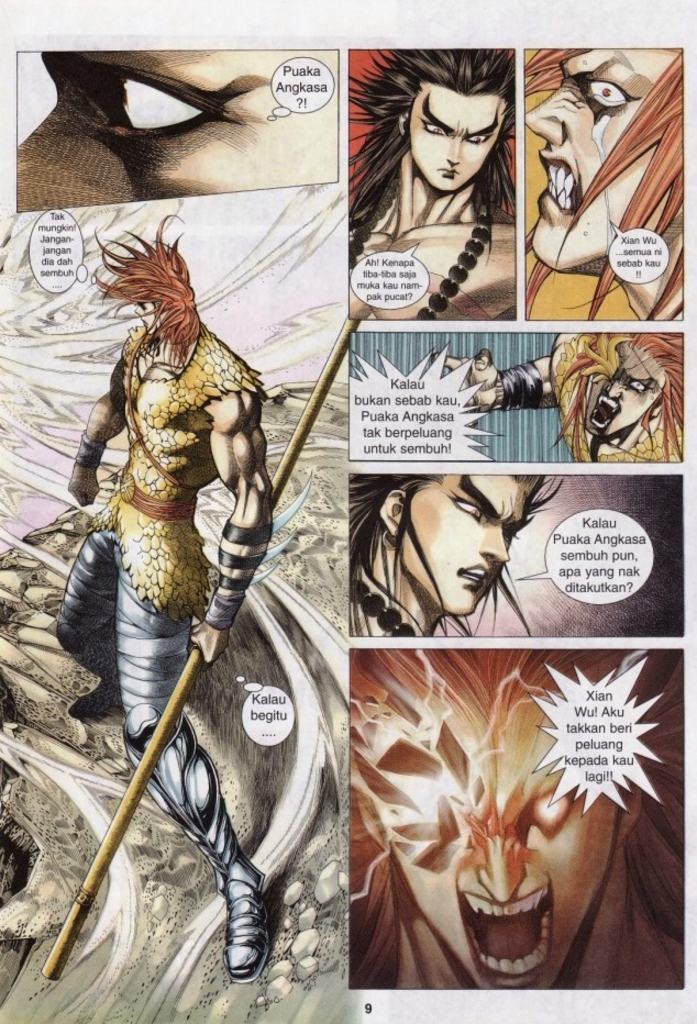 Puaka
Angkasa
?!
Tak
mungkin!
Jangan-
jangan
dia dah
sembuh
....
Kalau
begitu
....
Ah! Kenapa
tiba-tiba saja
muka kau nam-
pak pucat?
Xian Wu
...semua ni
sebab kau
!!
Kalau
bukan sebab kau,
Puaka Angkasa
tak berpeluang
untuk sembuh!
Kalau
Puaka Angkasa
sembuh pun,
apa yang nak
ditakutkan?
Xian
Wu! Aku
takkan beri
peluang
kepada kau
lagi!!
9